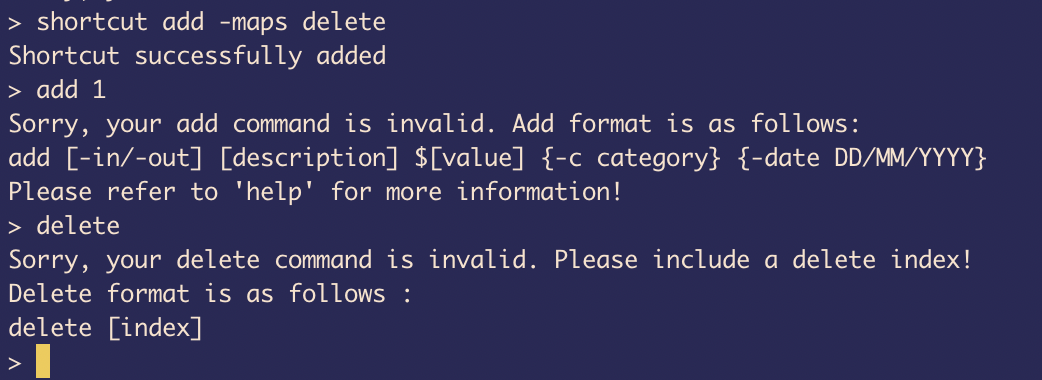 > shortcut add -maps delete
Shortcut successfully added
> add 1
Sorry, your add command is invalid. Add format is as follows:
add [-in/-out] [description] $[value] {-c category} {-date DD/MM/YYYY}
Please refer to 'help' for more information!
> delete
Sorry, your delete command is invalid. Please include a delete index!
Delete format is as follows :
delete [index]
>